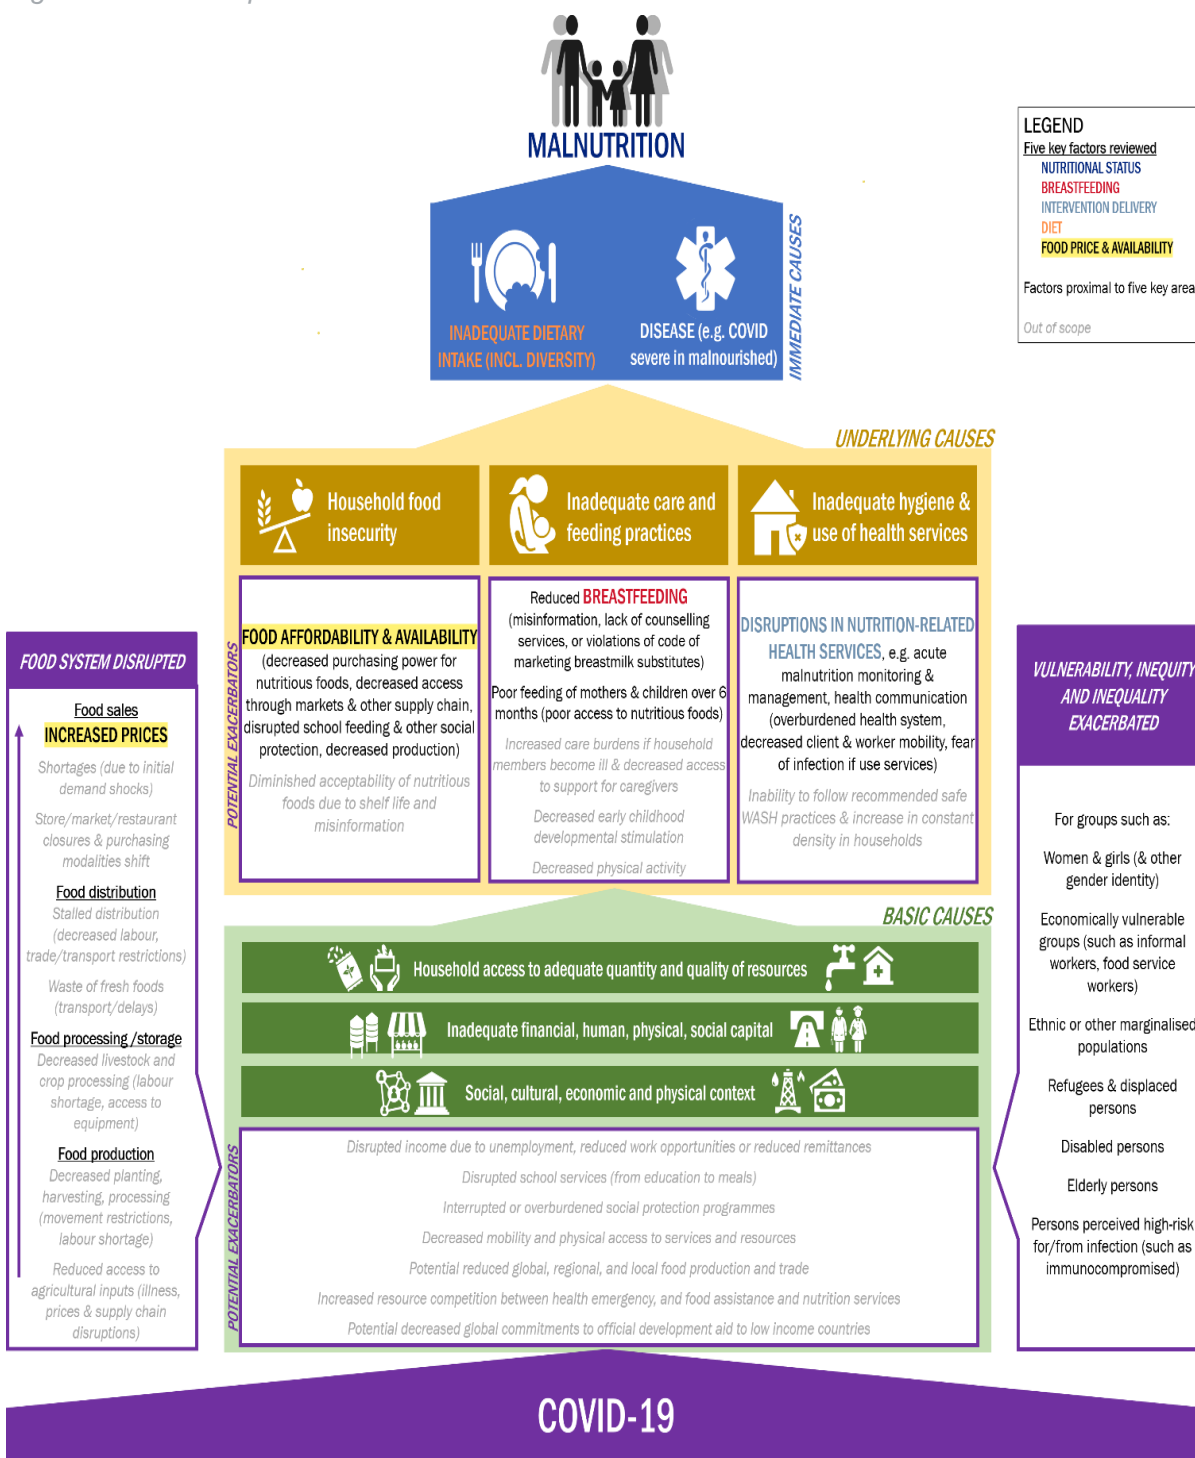 MALNUTRITION
LEGEND
Five key factors reviewed
NUTRITIONAL STATUS
BREASTFEEDING
INTERVENTION DELIVERY
DIET
FOOD PRICE & AVAILABILITY
Factors proximal to five key area
Out of scope
INADEQUATE DIETARY
INTAKE (INCL. DIVERSITY)
DISEASE (e.g. COVID
severe in malnourished)
IMMEDIATE CAUSES
UNDERLYING CAUSES
Household food
insecurity
Inadequate care and
feeding practices
Inadequate hygiene &
use of health services
POTENTIAL EXACERBATORS
FOOD AFFORDABILITY & AVAILABILITY
(decreased purchasing power for
nutritious foods, decreased access
through markets & other supply chain,
disrupted school feeding & other social
protection, decreased production)
Diminished acceptability of nutritious
foods due to shelf life and
misinformation
Reduced BREASTFEEDING
(misinformation, lack of counselling
services, or violations of code of
marketing breastmilk substitutes)
Poor feeding of mothers & children over 6
months (poor access to nutritious foods)
Increased care burdens if household
members become ill & decreased access
to support for caregivers
Decreased early childhood
developmental stimulation
Decreased physical activity
DISRUPTIONS IN NUTRITION-RELATED
HEALTH SERVICES, e.g. acute
malnutrition monitoring &
management, health communication
(overburdened health system,
decreased client & worker mobility, fear
of infection if use services)
Inability to follow recommended safe
WASH practices & increase in constant
density in households
FOOD SYSTEM DISRUPTED
Food sales
INCREASED PRICES
Shortages (due to initial
demand shocks)
Store/market/restaurant
closures & purchasing
modalities shift
Food distribution
Stalled distribution
(decreased labour,
trade/transport restrictions)
Waste of fresh foods
(transport/delays)
Food processing /storage
Decreased livestock and
crop processing (labour
shortage, access to
equipment)
Food production
Decreased planting,
harvesting, processing
(movement restrictions,
labour shortage)
Reduced access to
agricultural inputs (illness,
prices & supply chain
disruptions)
BASIC CAUSES
Household access to adequate quantity and quality of resources
Inadequate financial, human, physical, social capital
Social, cultural, economic and physical context
POTENTIAL EXACERBATORS
Disrupted income due to unemployment, reduced work opportunities or reduced remittances
Disrupted school services (from education to meals)
Interrupted or overburdened social protection programmes
Decreased mobility and physical access to services and resources
Potential reduced global, regional, and local food production and trade
Increased resource competition between health emergency, and food assistance and nutrition services
Potential decreased global commitments to official development aid to low income countries
VULNERABILITY, INEQUITY
AND INEQUALITY
EXACERBATED
For groups such as:
Women & girls (& other
gender identity)
Economically vulnerable
groups (such as informal
workers, food service
workers)
Ethnic or other marginalised
populations
Refugees & displaced
persons
Disabled persons
Elderly persons
Persons perceived high-risk
for/from infection (such as
immunocompromised)
COVID-19